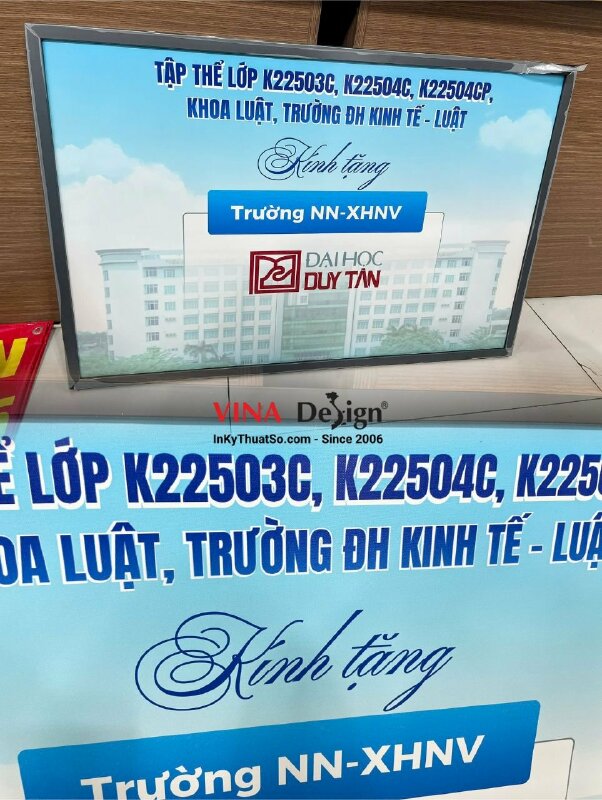 TẬP THỂ LỚP K22503C, K22504C, K22504CP,
KHOA LUẬT, TRƯỜNG ĐH KINH TẾ - LUẬT
Kính tặng
Trường NN-XHNV
ĐẠI HỌC
DUY TÂN
VINA Design®
InKyThuatSo.com - Since 2006
Ể LỚP K22503C, K22504C, K2250
OA LUẬT, TRƯỜNG ĐH KINH TẾ - LUẬ
Kính tặng
Trường NN-XHNV